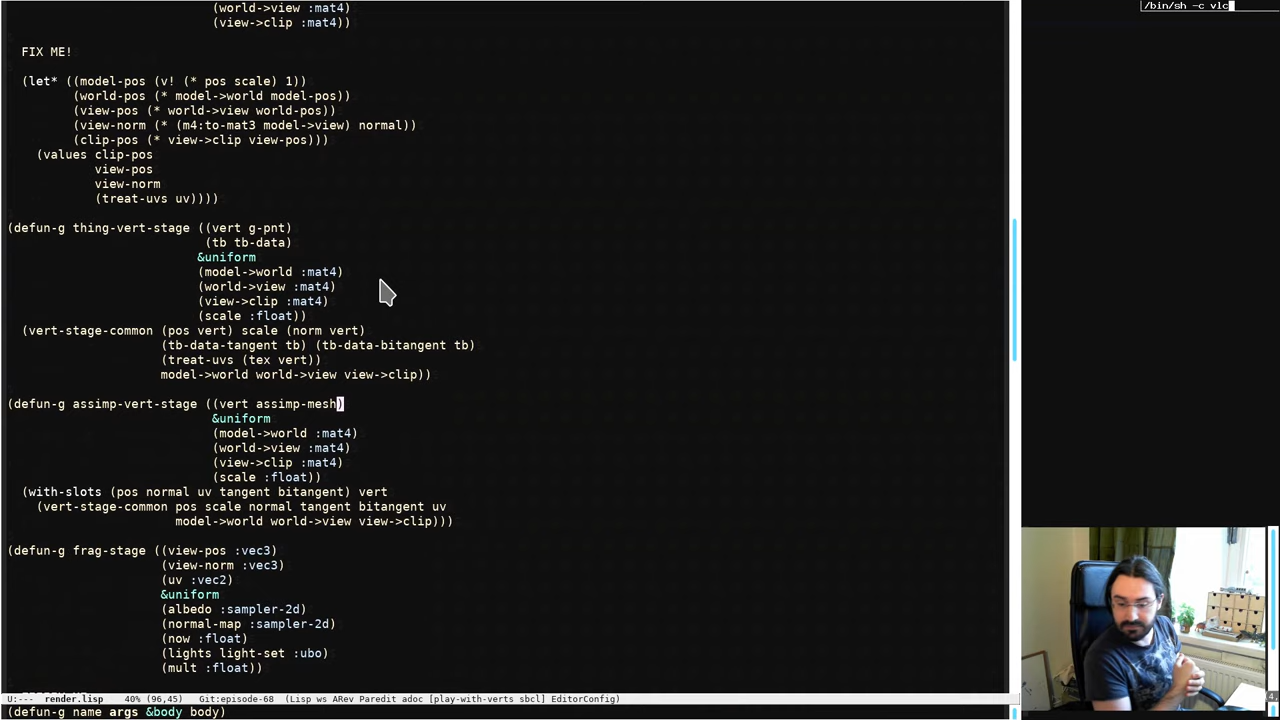 /bin/sh -c vlc
(world->view :mat4)
(view->clip :mat4))
FIX ME!
(let* ((model-pos (v! (* pos scale) 1))
(world-pos (* model->world model-pos))
(view-pos (* world->view world-pos))
(view-norm (* (m4:to-mat3 model->view) normal))
(clip-pos (* view->clip view-pos)))
(values clip-pos
view-pos
view-norm
(treat-uvs uv))))
(defun-g thing-vert-stage ((vert g-pnt)
(tb tb-data)
&uniform
(model->world :mat4)
(world->view :mat4)
(view->clip :mat4)
(scale :float))
(vert-stage-common (pos vert) scale (norm vert)
(tb-data-tangent tb) (tb-data-bitangent tb)
(treat-uvs (tex vert))
model->world world->view view->clip))
(defun-g assimp-vert-stage ((vert assimp-mesh)
&uniform
(model->world :mat4)
(world->view :mat4)
(view->clip :mat4)
(scale :float))
(with-slots (pos normal uv tangent bitangent) vert
(vert-stage-common pos scale normal tangent bitangent uv
model->world world->view view->clip)))
(defun-g frag-stage ((view-pos :vec3)
(view-norm :vec3)
(uv :vec2)
&uniform
(albedo :sampler-2d)
(normal-map :sampler-2d)
(now :float)
(lights light-set :ubo)
(mult :float))
U:--- render.lisp 40% (96,45) Git:episode-68 (Lisp ws ARev Paredit adoc [play-with-verts sbcl] EditorConfig)
(defun-g name args &body body)